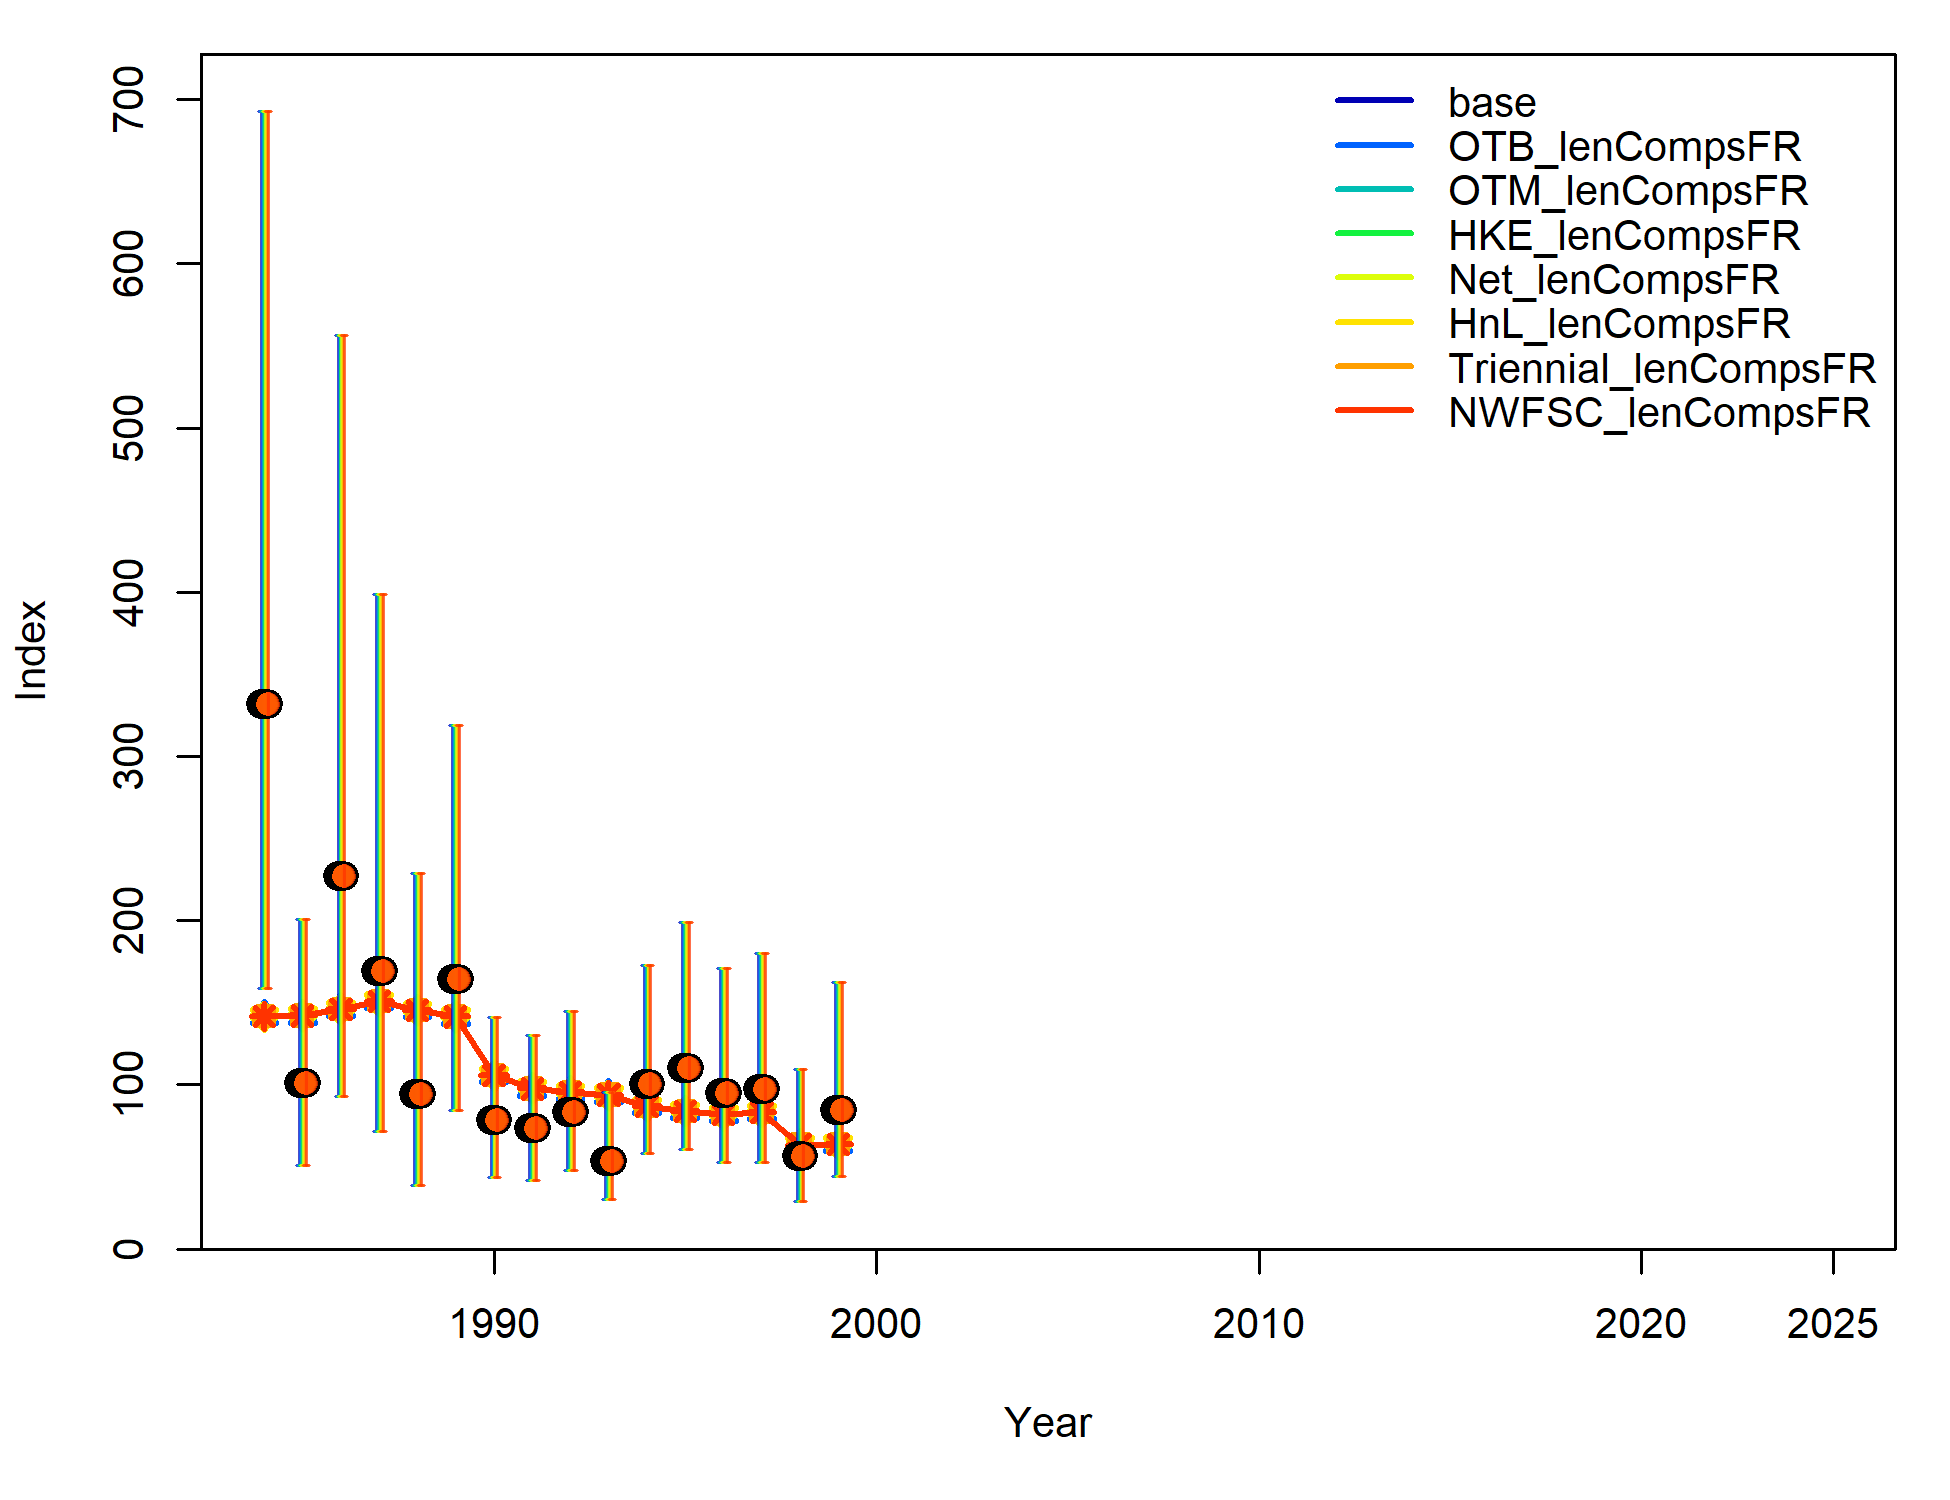 700
600
500
400
300
200
100
0
Index
base
OTB_lenCompsFR
OTM_lenCompsFR
HKE_lenCompsFR
Net_lenCompsFR
HnL_lenCompsFR
Triennial_lenCompsFR
NWFSC_lenCompsFR
1990 2000 2010 2020 2025
Year